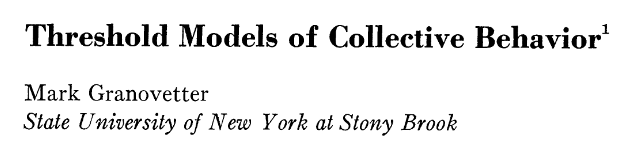 Threshold Models of Collective Behavior¹
Mark Granovetter
State University of New York at Stony Brook